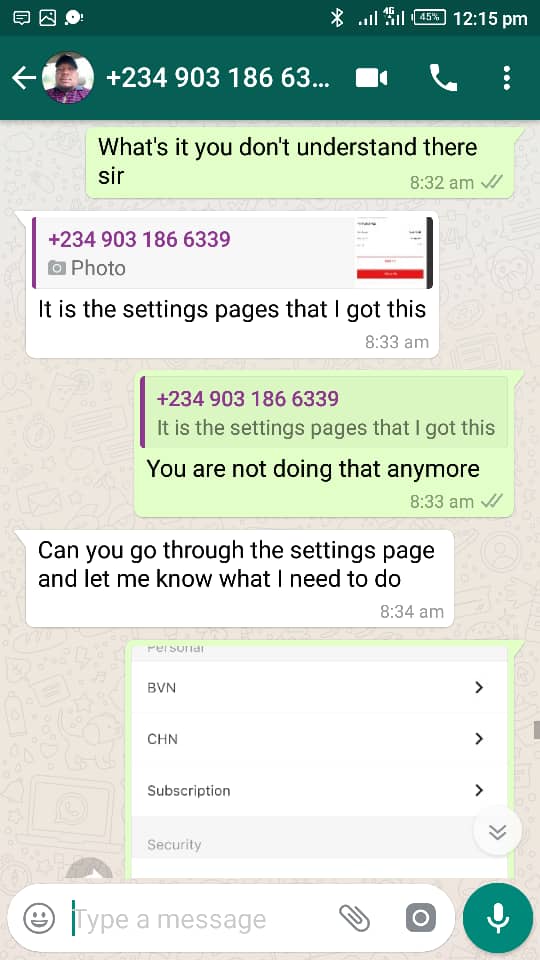 4G
45%
12:15 pm
+234 903 186 63...
What's it you don't understand there
sir
8:32 am
+234 903 186 6339
Photo
It is the settings pages that I got this
8:33 am
+234 903 186 6339
It is the settings pages that I got this
You are not doing that anymore
8:33 am
Can you go through the settings page
and let me know what I need to do
8:34 am
Personal
BVN
CHN
Subscription
Security
Type a message